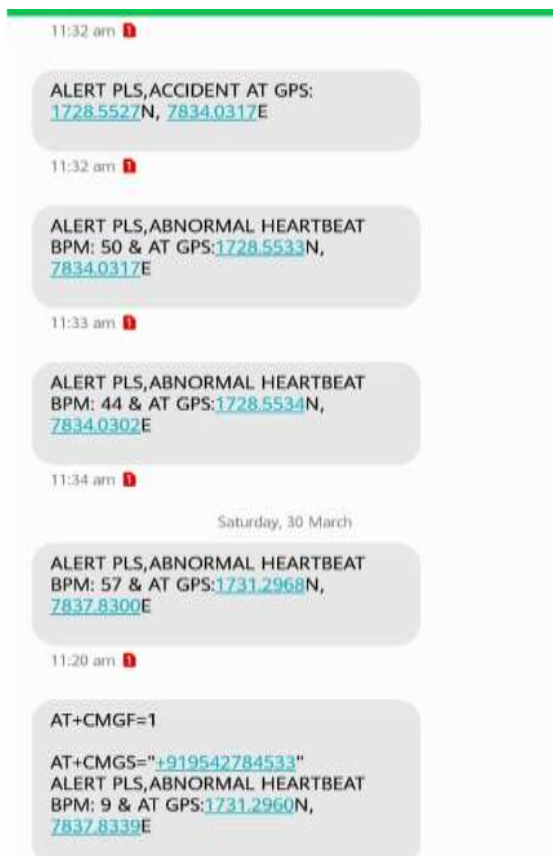 11:32 am
ALERT PLS,ACCIDENT AT GPS:
1728.5527N, 7834.0317E
11:32 am
ALERT PLS,ABNORMAL HEARTBEAT
BPM: 50 & AT GPS:1728.5533N,
7834.0317E
11:33 am
ALERT PLS,ABNORMAL HEARTBEAT
BPM: 44 & AT GPS:1728.5534N,
7834.0302E
11:34 am
Saturday, 30 March
ALERT PLS,ABNORMAL HEARTBEAT
BPM: 57 & AT GPS:1731.2968N,
7837.8300E
11:20 am
AT+CMGF=1
AT+CMGS="+919542784533"
ALERT PLS,ABNORMAL HEARTBEAT
BPM: 9 & AT GPS:1731.2960N,
7837.8339E